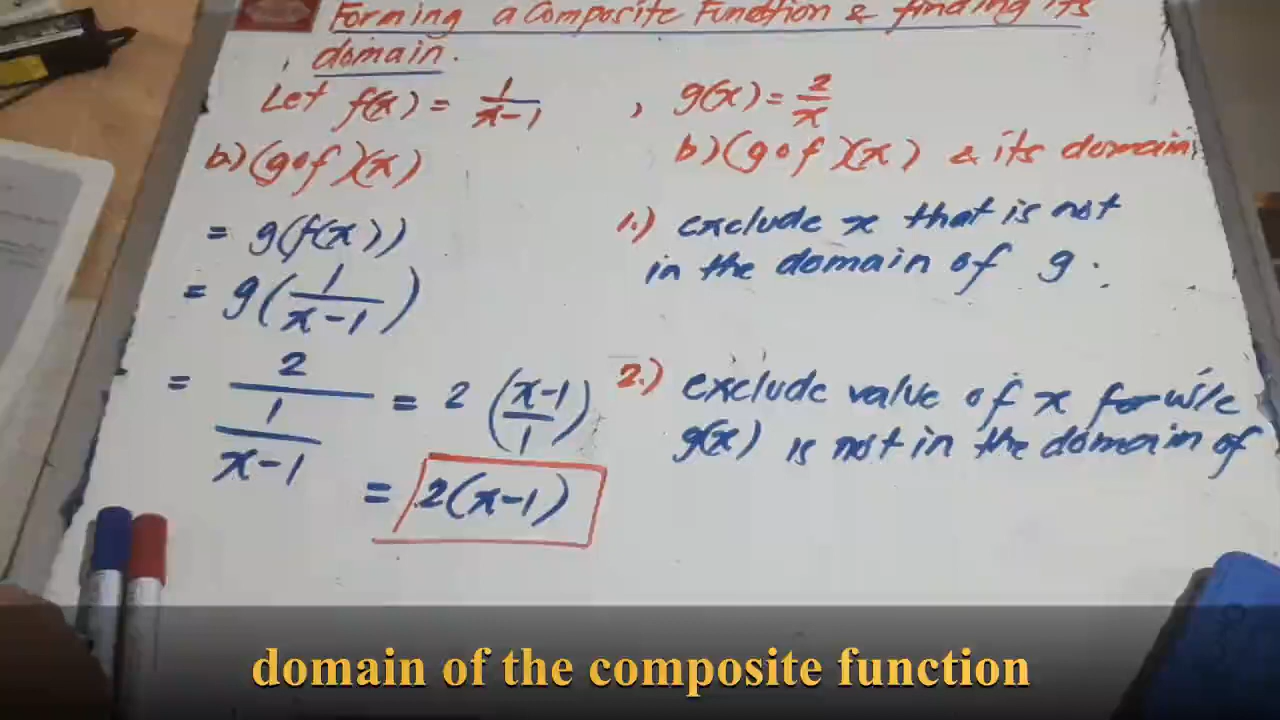 Forming a Composite Function & finding its
domain.
Let f(x) = 1/(x-1) , g(x) = 2/x
b.) (g∘f)(x)
= g(f(x))
= g(1/(x-1))
= 2/(1/(x-1)) = 2((x-1)/1)
= 2(x-1)
b) (g∘f)(x) & its domain
1.) exclude x that is not
in the domain of g.
2.) exclude value of x for
g(x) is not in the domain of
domain of the composite function